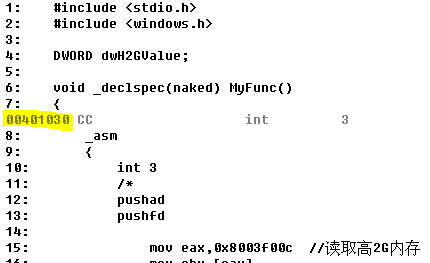 1: #include <stdio.h>
2: #include <windows.h>
3:
4: DWORD dwH2GValue;
5:
6: void _declspec(naked) MyFunc()
7: {
00401030 CC int 3
8: _asm
9: {
10: int 3
11: /*
12: pushad
13: pushfd
14:
15: mov eax,0x8003f00c //读取高2G内存